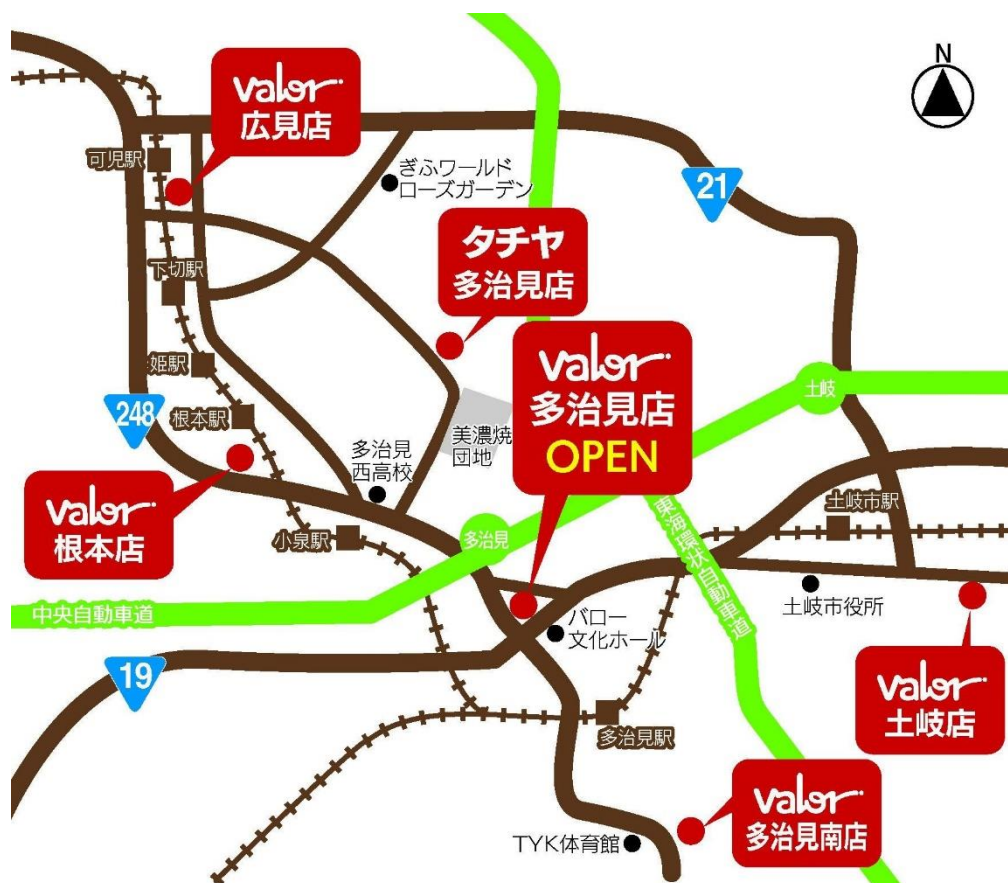 N
valor
広見店
可児駅
ぎふワールド
ローズガーデン
21
タチヤ
多治見店
下切駅
valor
多治見店
OPEN
姫駅
248
根本駅
土岐
多治見
西高校
美濃焼
団地
valor
根本店
小泉駅
多治見
土岐市駅
東海環状自動車道
中央自動車道
バロー
文化ホール
土岐市役所
19
valor
土岐店
多治見駅
valor
多治見南店
TYK体育館